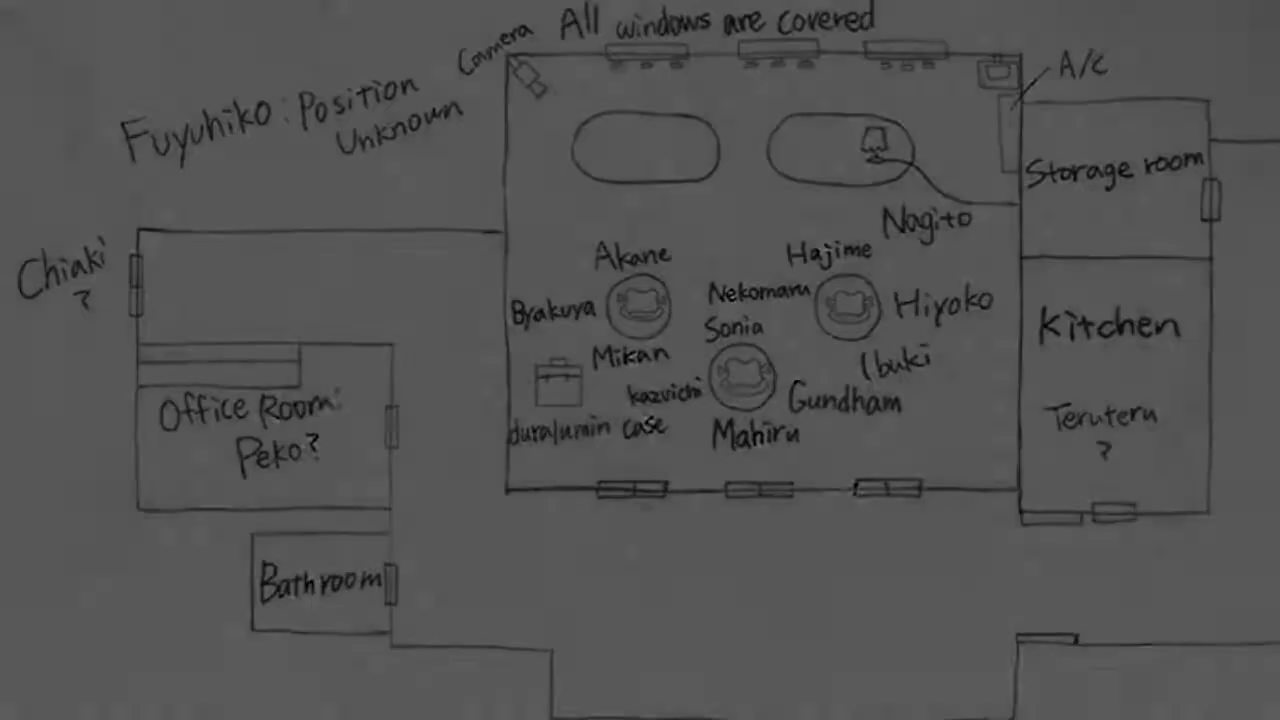 All windows are covered
Camera
A/C
Fuyuhiko: Position
Unknown
Storage room
Nagito
Chiaki
?
Akane
Hajime
Byakuya
Nekomaru
Hiyoko
Sonia
Mikan
Ibuki
kazuichi
Gundham
duralumin case
Mahiru
Kitchen
Teruteru
?
Office Room:
Peko?
Bathroom